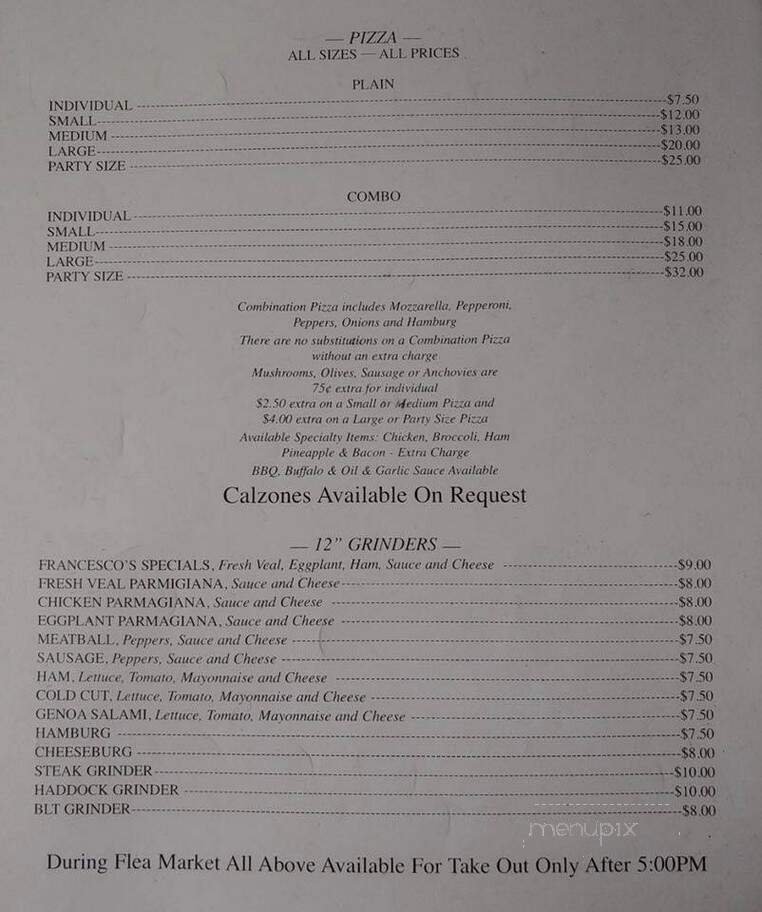 — PIZZA —
ALL SIZES — ALL PRICES
PLAIN
INDIVIDUAL $7.50
SMALL $12.00
MEDIUM $13.00
LARGE $20.00
PARTY SIZE $25.00
COMBO
INDIVIDUAL $11.00
SMALL $15.00
MEDIUM $18.00
LARGE $25.00
PARTY SIZE $32.00
Combination Pizza includes Mozzarella, Pepperoni,
Peppers, Onions and Hamburg
There are no substitutions on a Combination Pizza
without an extra charge
Mushrooms, Olives, Sausage or Anchovies are
75¢ extra for individual
$2.50 extra on a Small or Medium Pizza and
$4.00 extra on a Large or Party Size Pizza
Available Specialty Items: Chicken, Broccoli, Ham
Pineapple & Bacon - Extra Charge
BBQ, Buffalo & Oil & Garlic Sauce Available
Calzones Available On Request
— 12" GRINDERS —
FRANCESCO'S SPECIALS, Fresh Veal, Eggplant, Ham, Sauce and Cheese $9.00
FRESH VEAL PARMIGIANA, Sauce and Cheese $8.00
CHICKEN PARMAGIANA, Sauce and Cheese $8.00
EGGPLANT PARMAGIANA, Sauce and Cheese $8.00
MEATBALL, Peppers, Sauce and Cheese $7.50
SAUSAGE, Peppers, Sauce and Cheese $7.50
HAM, Lettuce, Tomato, Mayonnaise and Cheese $7.50
COLD CUT, Lettuce, Tomato, Mayonnaise and Cheese $7.50
GENOA SALAMI, Lettuce, Tomato, Mayonnaise and Cheese $7.50
HAMBURG $7.50
CHEESEBURG $8.00
STEAK GRINDER $10.00
HADDOCK GRINDER $10.00
BLT GRINDER $8.00
menupix
During Flea Market All Above Available For Take Out Only After 5:00PM